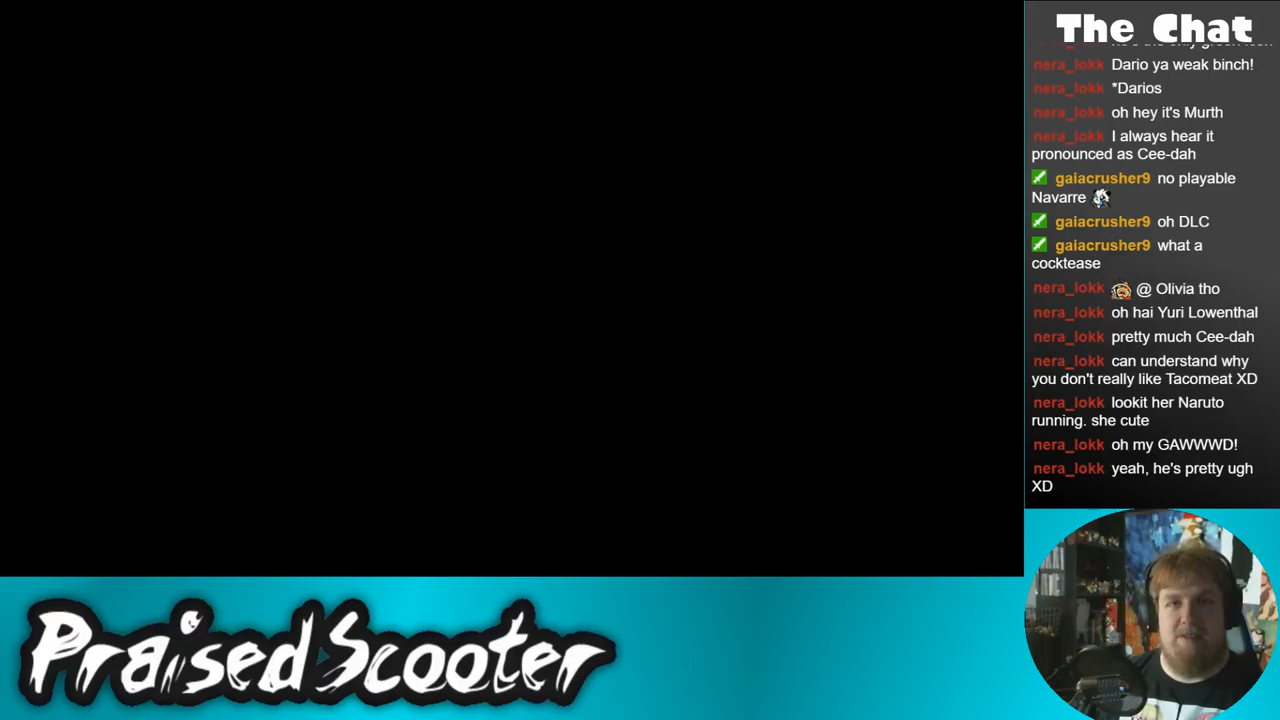 The Chat
nera_lokk Dario ya weak binch!
nera_lokk *Darios
nera_lokk oh hey it's Murth
nera_lokk I always hear it
pronounced as Cee-dah
gaiacrusher9 no playable
Navarre
gaiacrusher9 oh DLC
gaiacrusher9 what a
cocktease
nera_lokk @ Olivia tho
nera_lokk oh hai Yuri Lowenthal
nera_lokk pretty much Cee-dah
nera_lokk can understand why
you don't really like Tacomeat XD
nera_lokk lookit her Naruto
running. she cute
nera_lokk oh my GAWWWD!
nera_lokk yeah, he's pretty ugh
XD
PraisedScooter